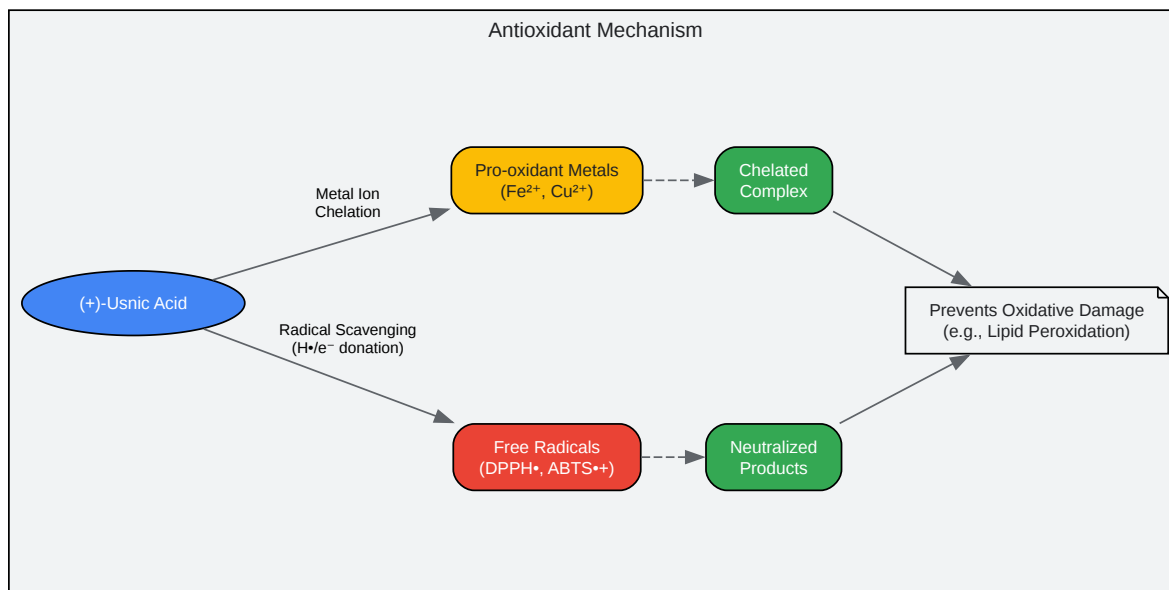 Antioxidant Mechanism
Metal Ion
Chelation
Pro-oxidant Metals
(Fe²⁺, Cu²⁺)
Chelated
Complex
(+)-Usnic Acid
Radical Scavenging
(H•/e⁻ donation)
Prevents Oxidative Damage
(e.g., Lipid Peroxidation)
Free Radicals
(DPPH•, ABTS•+)
Neutralized
Products